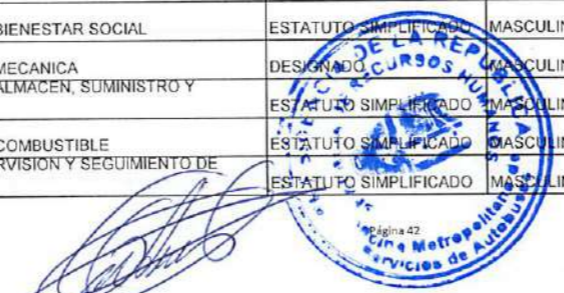 BIENESTAR SOCIAL ESTATUTO SIMPLIFICADO MASCULIN
MECANICA DESIGNADO MASCULIN
ALMACEN, SUMINISTRO Y
ESTATUTO SIMPLIFICADO MASCULIN
COMBUSTIBLE ESTATUTO SIMPLIFICADO MASCULIN
RVISION Y SEGUIMIENTO DE
ESTATUTO SIMPLIFICADO MASCULIN
Página 42
DE LA REPUBLICA
RECURSOS HUMANOS
Metropolitana de
Servicios de Autobuses